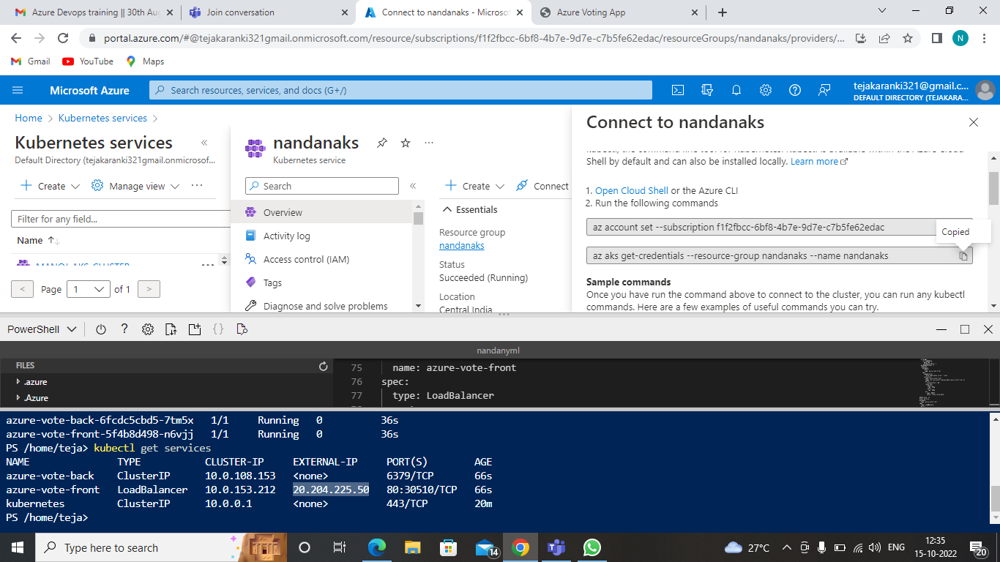 Azure Devops training || 30th Aug
Join conversation
Connect to nandanaks - Microsof
Azure Voting App
portal.azure.com/#@tejakaranki321gmail.onmicrosoft.com/resource/subscriptions/f1f2fbcc-6bf8-4b7e-9d7e-c7b5fe62edac/resourceGroups/nandanaks/providers/...
N
Gmail
YouTube
Maps
Microsoft Azure
Search resources, services, and docs (G+/)
tejakaranki321@gmail.c...
DEFAULT DIRECTORY (TEJAKARA...
Home > Kubernetes services >
Kubernetes services «
Default Directory (tejakaranki321gmail.onmicrosof...
+ Create
Manage view
...
Filter for any field...
Name ↑↓
MANOJ-AKS-CLUSTER ...
< Page 1 of 1 >
nandanaks ...
Kubernetes service
Search «
Overview
Activity log
Access control (IAM)
Tags
Diagnose and solve problems
+ Create
Connect
Essentials
Resource group
nandanaks
Status
Succeeded (Running)
Location
Central India
Connect to nandanaks
Shell by default and can also be installed locally. Learn more
1. Open Cloud Shell or the Azure CLI
2. Run the following commands
az account set --subscription f1f2fbcc-6bf8-4b7e-9d7e-c7b5fe62edac
Copied
az aks get-credentials --resource-group nandanaks --name nandanaks
Sample commands
Once you have run the command above to connect to the cluster, you can run any kubectl
commands. Here are a few examples of useful commands you can try.
PowerShell
?
{}
nandanyml
FILES
.azure
.Azure
75 name: azure-vote-front
76 spec:
77 type: LoadBalancer
azure-vote-back-6fcdc5cbd5-7tm5x 1/1 Running 0 36s
azure-vote-front-5f4b8d498-n6vjj 1/1 Running 0 36s
PS /home/teja> kubectl get services
NAME TYPE CLUSTER-IP EXTERNAL-IP PORT(S) AGE
azure-vote-back ClusterIP 10.0.108.153 <none> 6379/TCP 66s
azure-vote-front LoadBalancer 10.0.153.212 20.204.225.50 80:30510/TCP 66s
kubernetes ClusterIP 10.0.0.1 <none> 443/TCP 20m
PS /home/teja>
Type here to search
14
27°C
ENG
12:35
15-10-2022
20